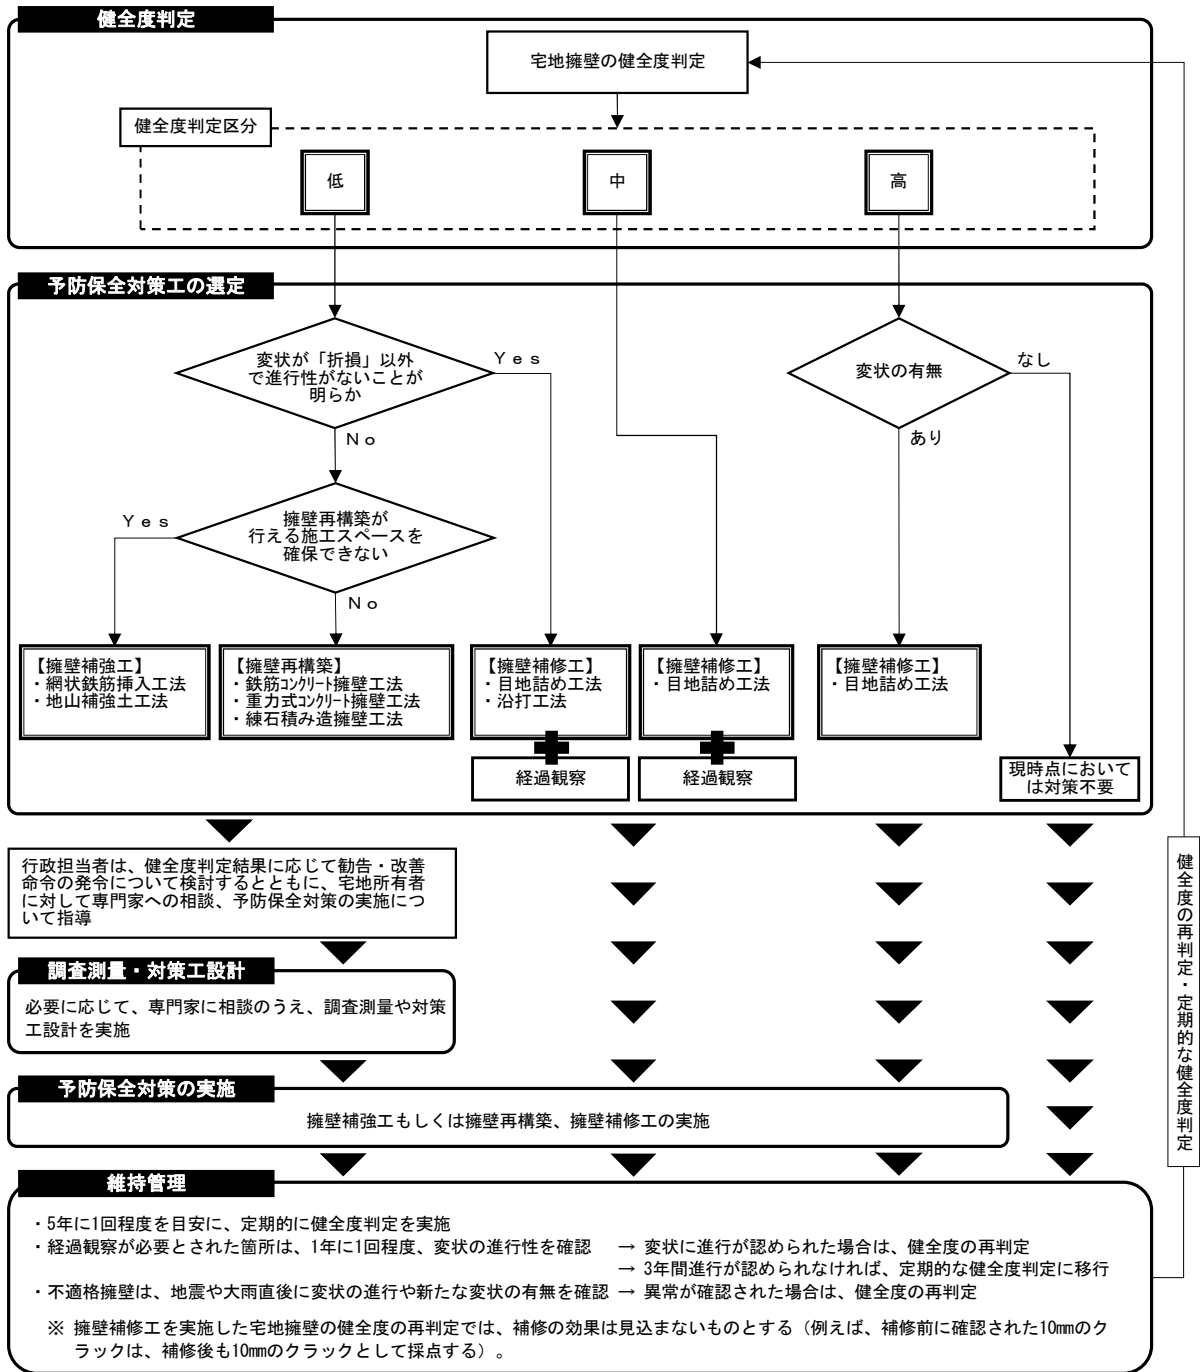 健全度判定
宅地擁壁の健全度判定
健全度判定区分
低
中
高
予防保全対策工の選定
変状が「折損」以外
で進行性がないことが
明らか
Ｙｅｓ
Ｎｏ
変状の有無
なし
あり
擁壁再構築が
行える施工スペースを
確保できない
Ｙｅｓ
Ｎｏ
【擁壁補強工】
・網状鉄筋挿入工法
・地山補強土工法
【擁壁再構築】
・鉄筋ｺﾝｸﾘｰﾄ擁壁工法
・重力式ｺﾝｸﾘｰﾄ擁壁工法
・練石積み造擁壁工法
【擁壁補修工】
・目地詰め工法
・沿打工法
経過観察
【擁壁補修工】
・目地詰め工法
経過観察
【擁壁補修工】
・目地詰め工法
現時点において
は対策不要
行政担当者は、健全度判定結果に応じて勧告・改善
命令の発令について検討するとともに、宅地所有者
に対して専門家への相談、予防保全対策の実施につ
いて指導
調査測量・対策工設計
必要に応じて、専門家に相談のうえ、調査測量や対策
工設計を実施
予防保全対策の実施
擁壁補強工もしくは擁壁再構築、擁壁補修工の実施
維持管理
・5年に1回程度を目安に、定期的に健全度判定を実施
・経過観察が必要とされた箇所は、1年に1回程度、変状の進行性を確認 → 変状に進行が認められた場合は、健全度の再判定
→ 3年間進行が認められなければ、定期的な健全度判定に移行
・不適格擁壁は、地震や大雨直後に変状の進行や新たな変状の有無を確認 → 異常が確認された場合は、健全度の再判定
※ 擁壁補修工を実施した宅地擁壁の健全度の再判定では、補修の効果は見込まないものとする（例えば、補修前に確認された10mmのク
ラックは、補修後も10mmのクラックとして採点する）。
健全度の再判定・定期的な健全度判定